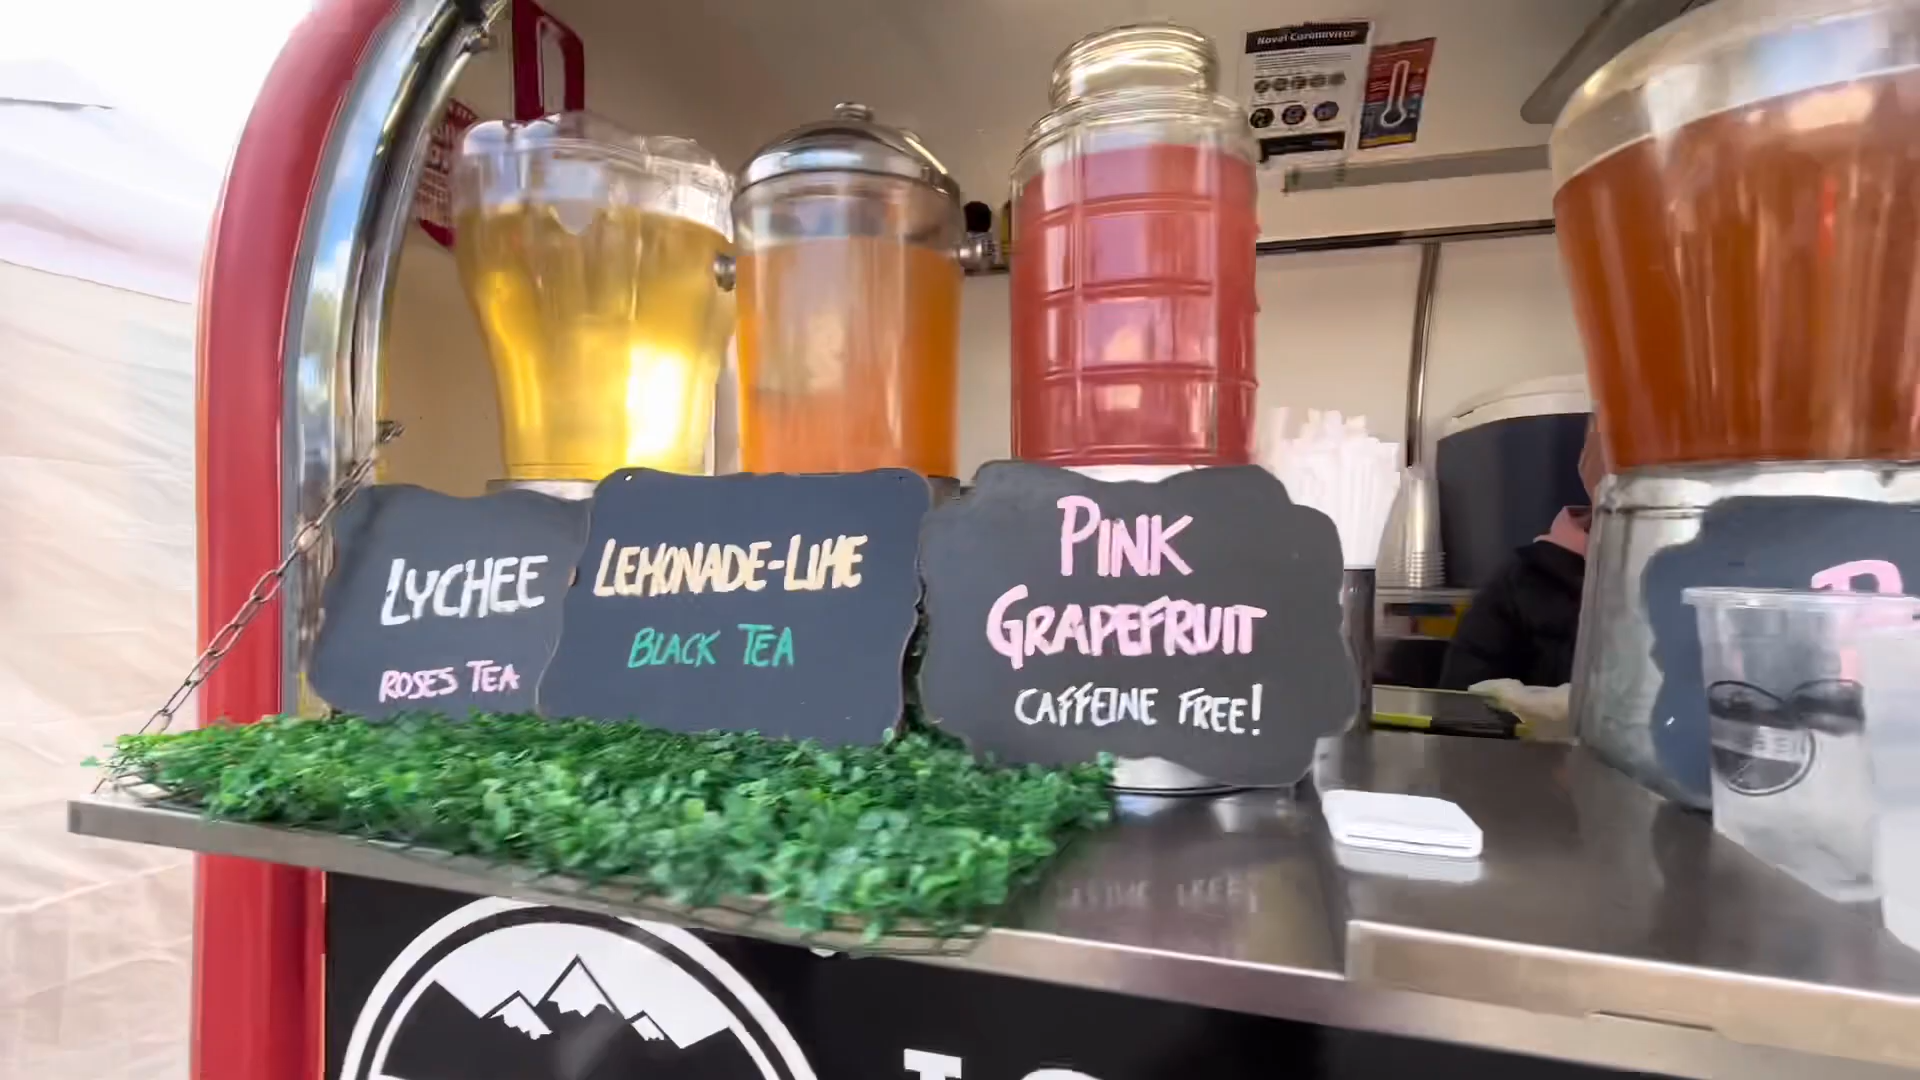 Novel Coronavirus
LYCHEE
ROSES TEA
LEMONADE-LIME
BLACK TEA
PINK
GRAPEFRUIT
CAFFEINE FREE!